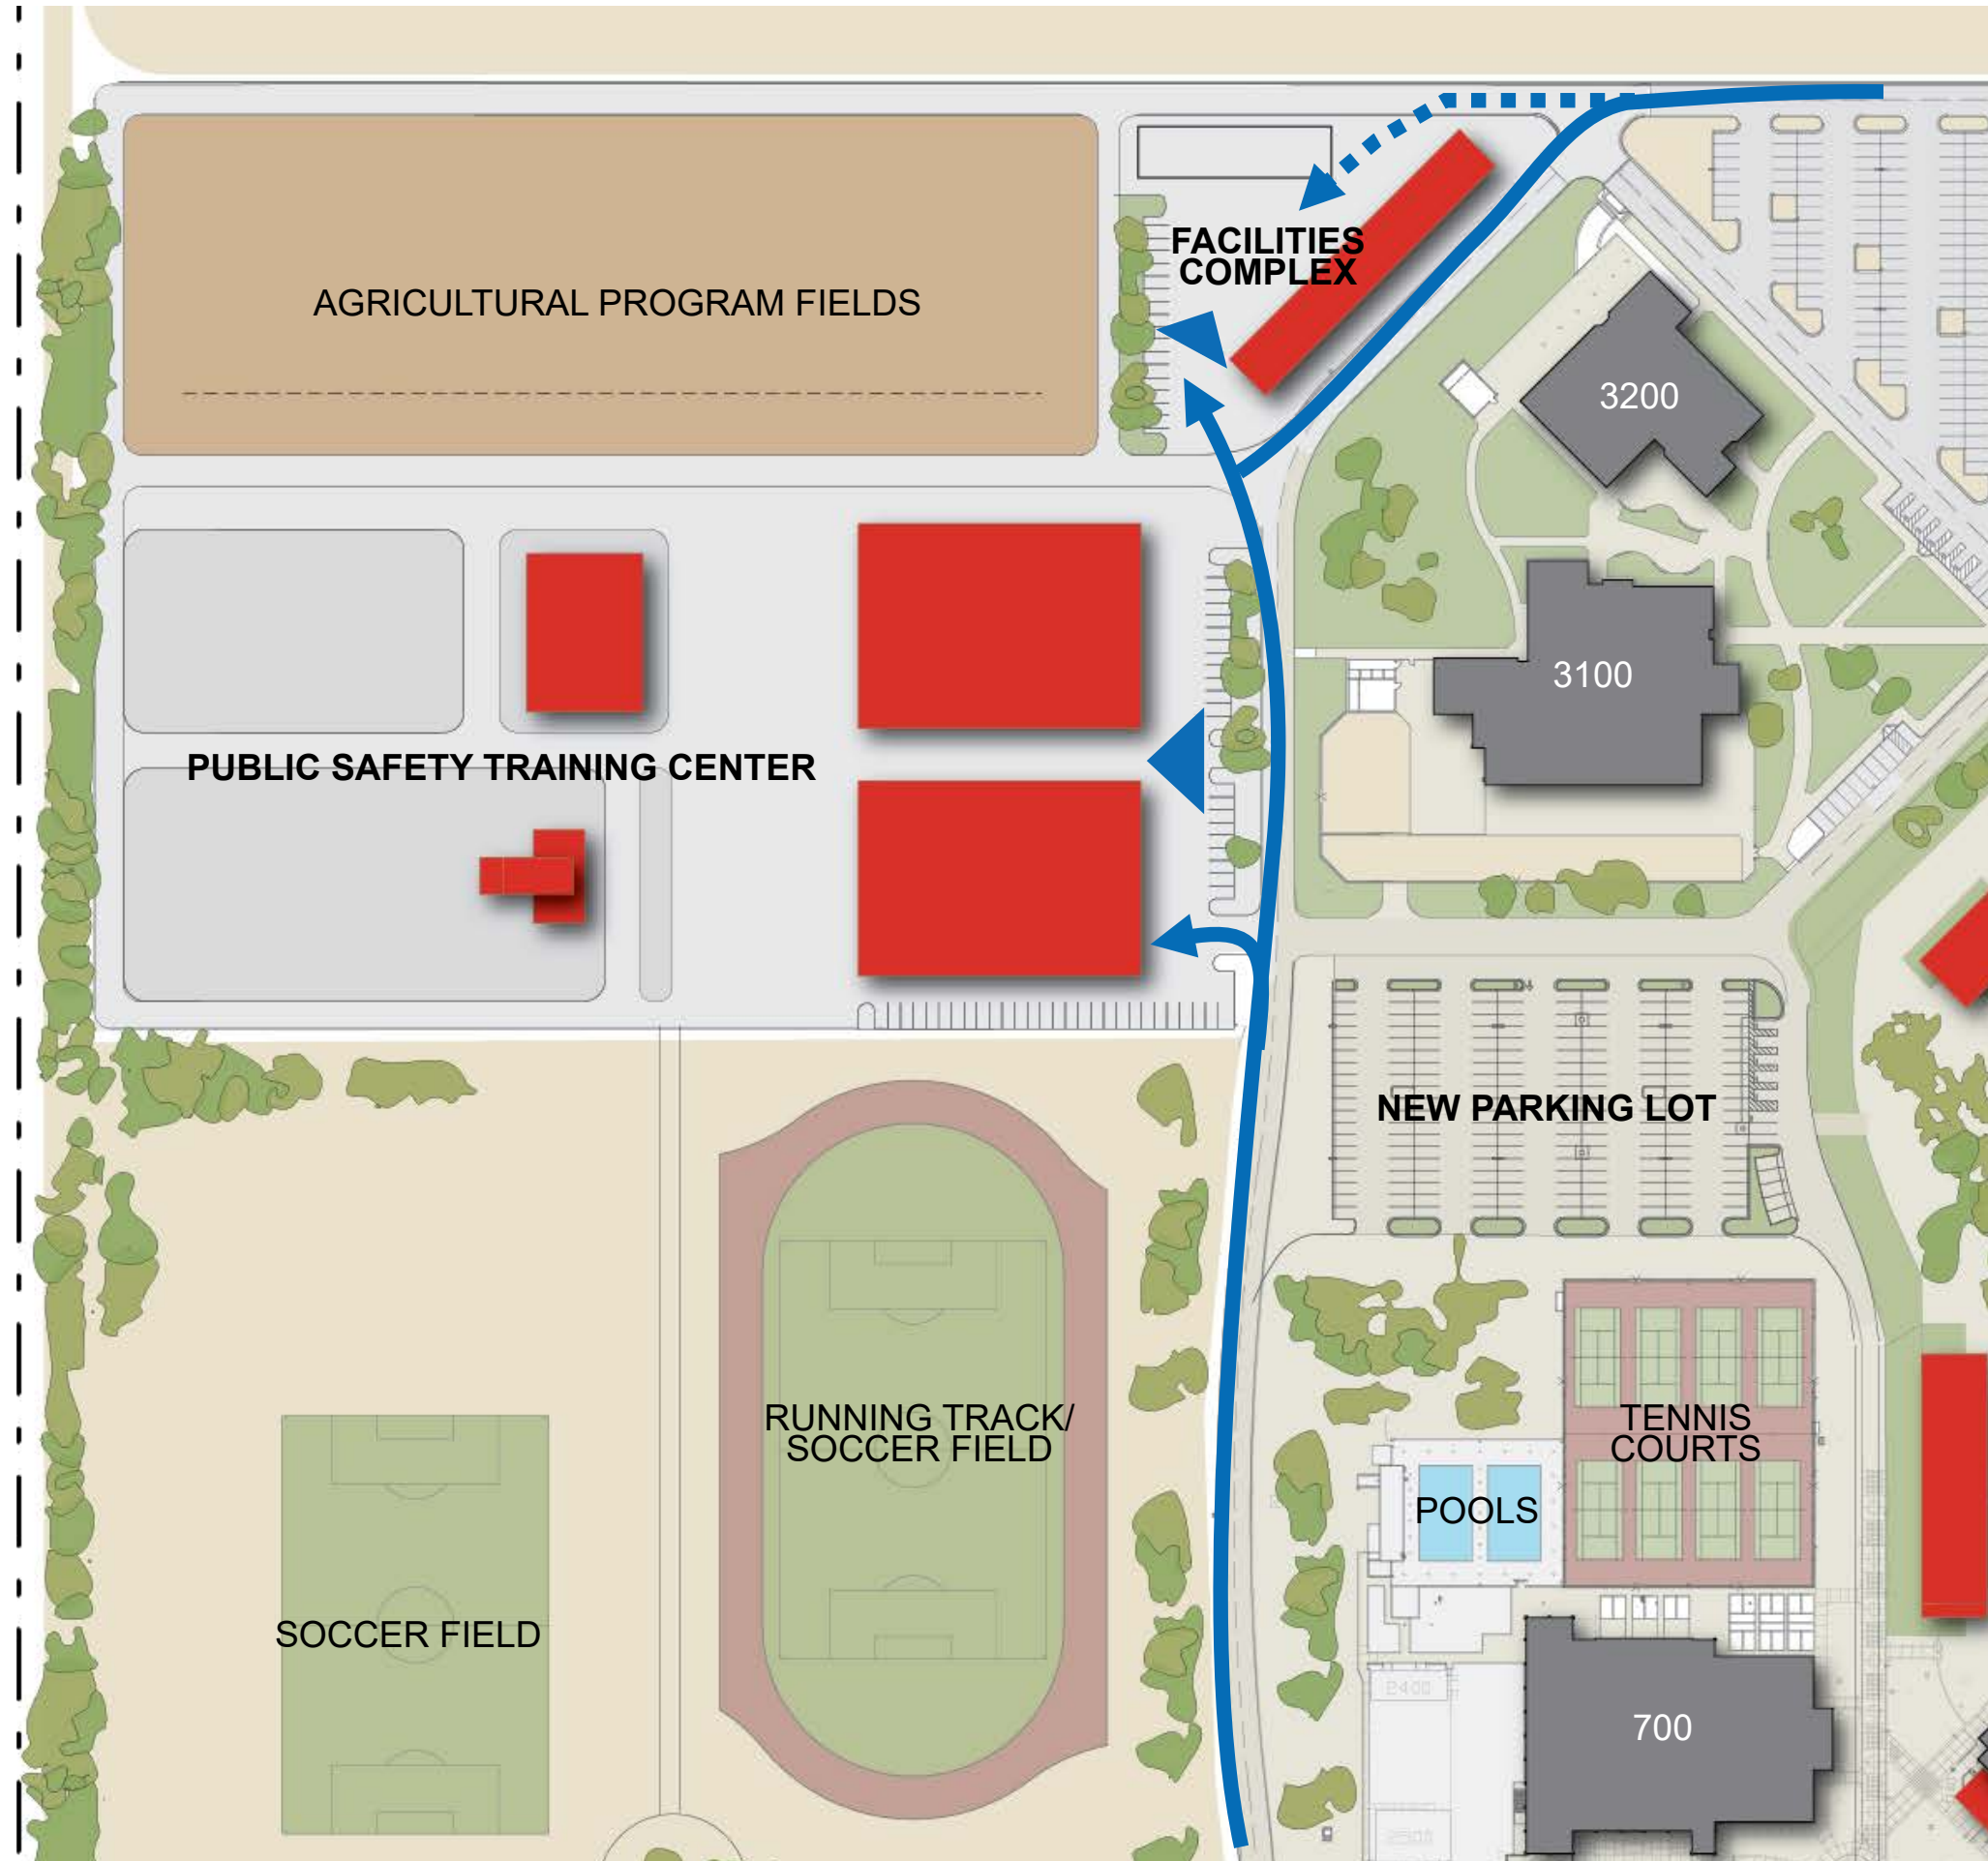 FACILITIES
COMPLEX
AGRICULTURAL PROGRAM FIELDS
3200
3100
PUBLIC SAFETY TRAINING CENTER
NEW PARKING LOT
RUNNING TRACK/
SOCCER FIELD
TENNIS
COURTS
POOLS
SOCCER FIELD
2400
700